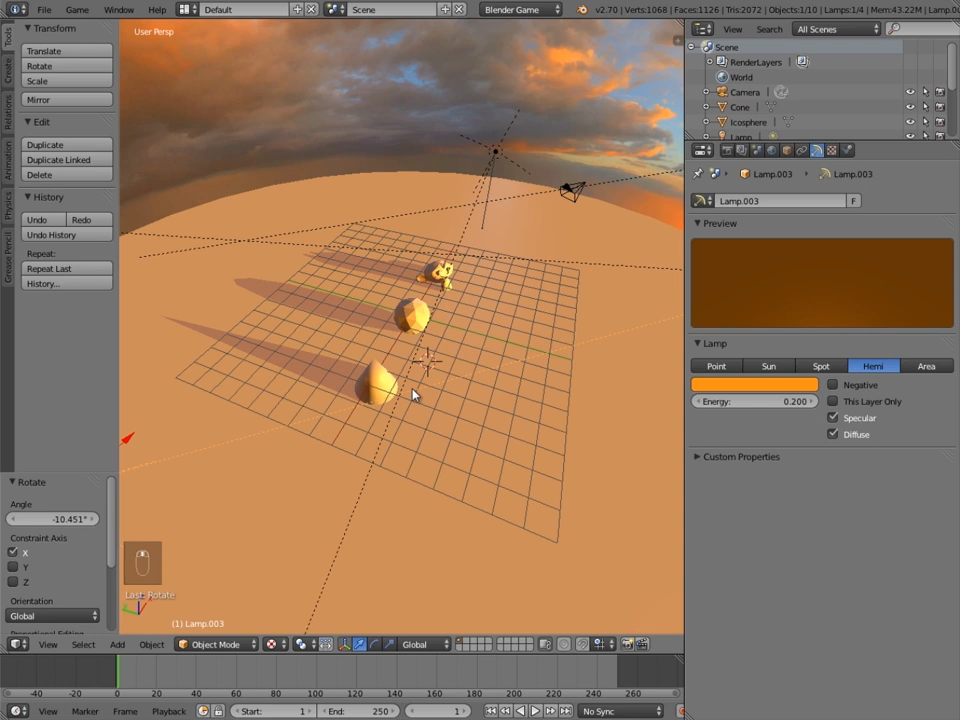 File Game Window Help Default Scene Blender Game v2.70 | Verts:1068 | Faces:1126 | Tris:2072 | Objects:1/10 | Lamps:1/4 | Mem:43.22M | Lamp.0
Tools
Create
Relations
Animation
Physics
Grease Pencil
Transform
Translate
Rotate
Scale
Mirror
Edit
Duplicate
Duplicate Linked
Delete
History
Undo Redo
Undo History
Repeat:
Repeat Last
History...
Rotate
Angle
-10.451°
Constraint Axis
X
Y
Z
Orientation
Global
User Persp
Last: Rotate
(1) Lamp.003
View Select Add Object Object Mode Global
-40 -20 0 20 40 60 80 100 120 140 160 180 200 220 240 260
View Marker Frame Playback Start: 1 End: 250 1 No Sync
View Search All Scenes
Scene
RenderLayers
World
Camera
Cone
Icosphere
Lamp
Lamp.003 Lamp.003
Lamp.003 F
Preview
Lamp
Point Sun Spot Hemi Area
Negative
Energy: 0.200 This Layer Only
Specular
Diffuse
Custom Properties